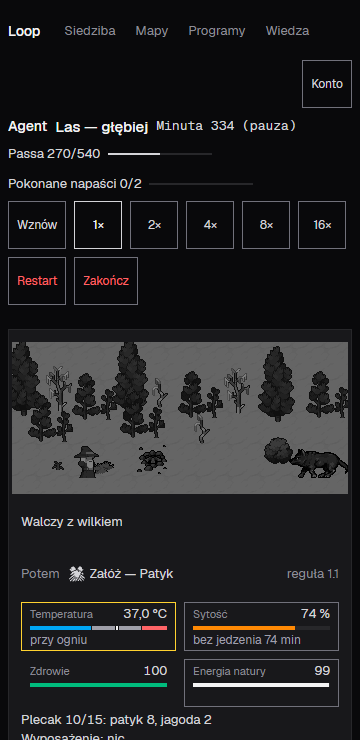 Loop Siedziba Mapy Programy Wiedza
Konto
Agent Las — głębiej Minuta 334 (pauza)
Passa 270/540
Pokonane napaści 0/2
Wznów 1× 2× 4× 8× 16×
Restart Zakończ
Walczy z wilkiem
Potem Załóż — Patyk reguła 1.1
Temperatura 37,0 °C
przy ogniu
Sytość 74 %
bez jedzenia 74 min
Zdrowie 100
Energia natury 99
Plecak 10/15: patyk 8, jagoda 2
Wyposażenie: nic